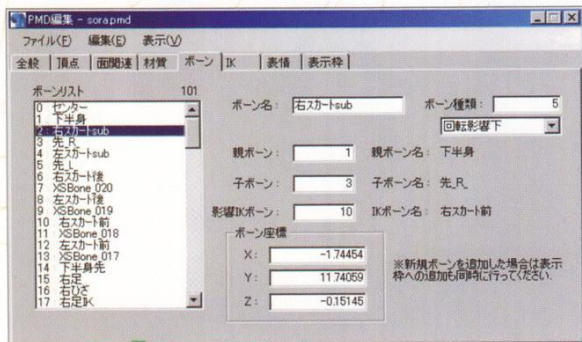 PMD編集 - sora.pmd
ファイル(F) 編集(E) 表示(V)
全般 頂点 面関連 材質 ボーン IK 表情 表示枠
ボーンリスト 101
0 センター
1 下半身
2 右スカートsub
3 先_R_
4 左スカートsub
5 先_L_
6 右スカート後
7 XSBone_020
8 左スカート後
9 XSBone_019
10 右スカート前
11 XSBone_018
12 左スカート前
13 XSBone_017
14 下半身先
15 右足
16 右ひざ
17 右足IK
ボーン名: 右スカートsub ボーン種類: 5
回転影響下
親ボーン: 1 親ボーン名: 下半身
子ボーン: 3 子ボーン名: 先_R_
影響IKボーン: 10 IKボーン名: 右スカート前
ボーン座標
X: -1.74454
Y: 11.74059
Z: -0.15145
※新規ボーンを追加した場合は表示
枠への追加も同時に行ってください.